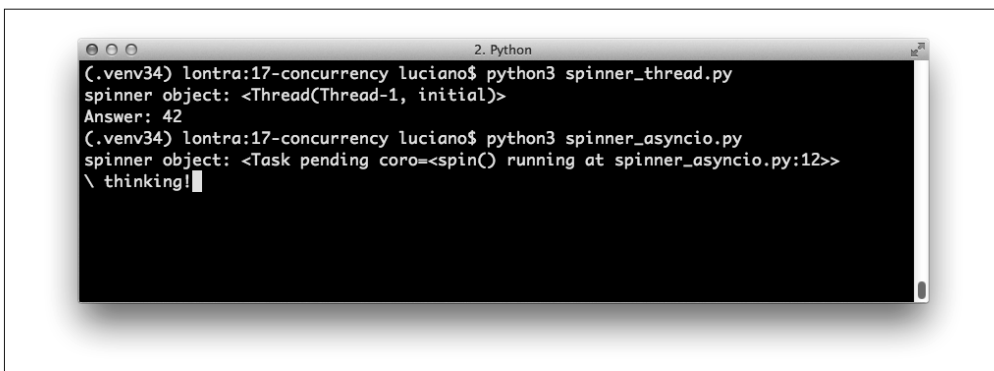 2. Python
(.venv34) lontra:17-concurrency luciano$ python3 spinner_thread.py
spinner object: <Thread(Thread-1, initial)>
Answer: 42
(.venv34) lontra:17-concurrency luciano$ python3 spinner_asyncio.py
spinner object: <Task pending coro=<spin() running at spinner_asyncio.py:12>>
\ thinking!